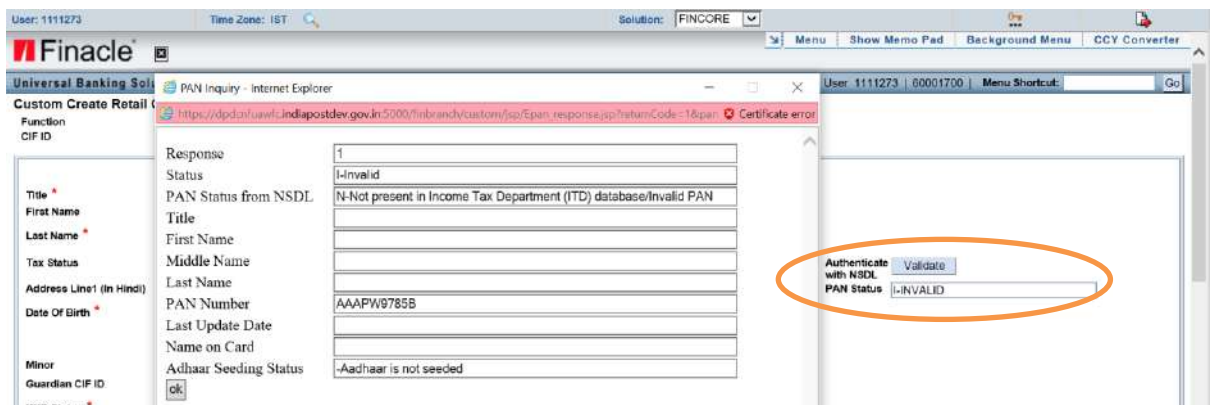 User: 1111273 Time Zone: IST Solution: FINCORE
Finacle Menu Show Memo Pad Background Menu CCY Converter
Universal Banking Solu User 1111273 | 60001700 | Menu Shortcut: Go
PAN Inquiry - Internet Explorer
Custom Create Retail
indiapostdev.gov.in:5000/finbranch/custom/jsp/Epan_response.jsp?returnCode=1&pan Certificate error
Function
CIF ID
Response 1
Status I-Invalid
PAN Status from NSDL N-Not present in Income Tax Department (ITD) database/Invalid PAN
Title
First Name
Middle Name
Last Name
PAN Number AAAPW9785B
Last Update Date
Name on Card
Adhaar Seeding Status -Aadhaar is not seeded
ok
Title *
First Name
Last Name *
Tax Status
Address Line1 (In Hindi)
Date Of Birth *
Minor
Guardian CIF ID
Authenticate with NSDL Validate
PAN Status I-INVALID